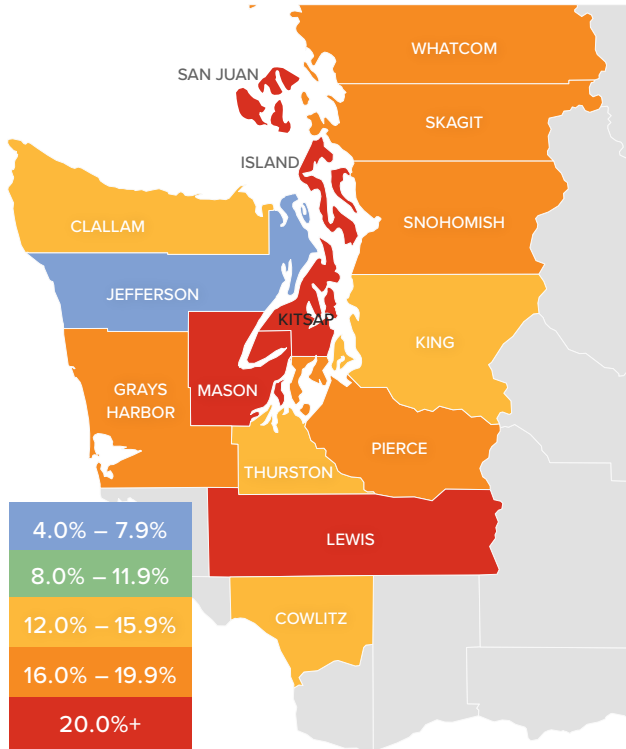 WHATCOM
SAN JUAN
SKAGIT
ISLAND
SNOHOMISH
CLALLAM
JEFFERSON
KITSAP
KING
GRAYS
HARBOR
MASON
PIERCE
THURSTON
LEWIS
COWLITZ
4.0% – 7.9%
8.0% – 11.9%
12.0% – 15.9%
16.0% – 19.9%
20.0%+